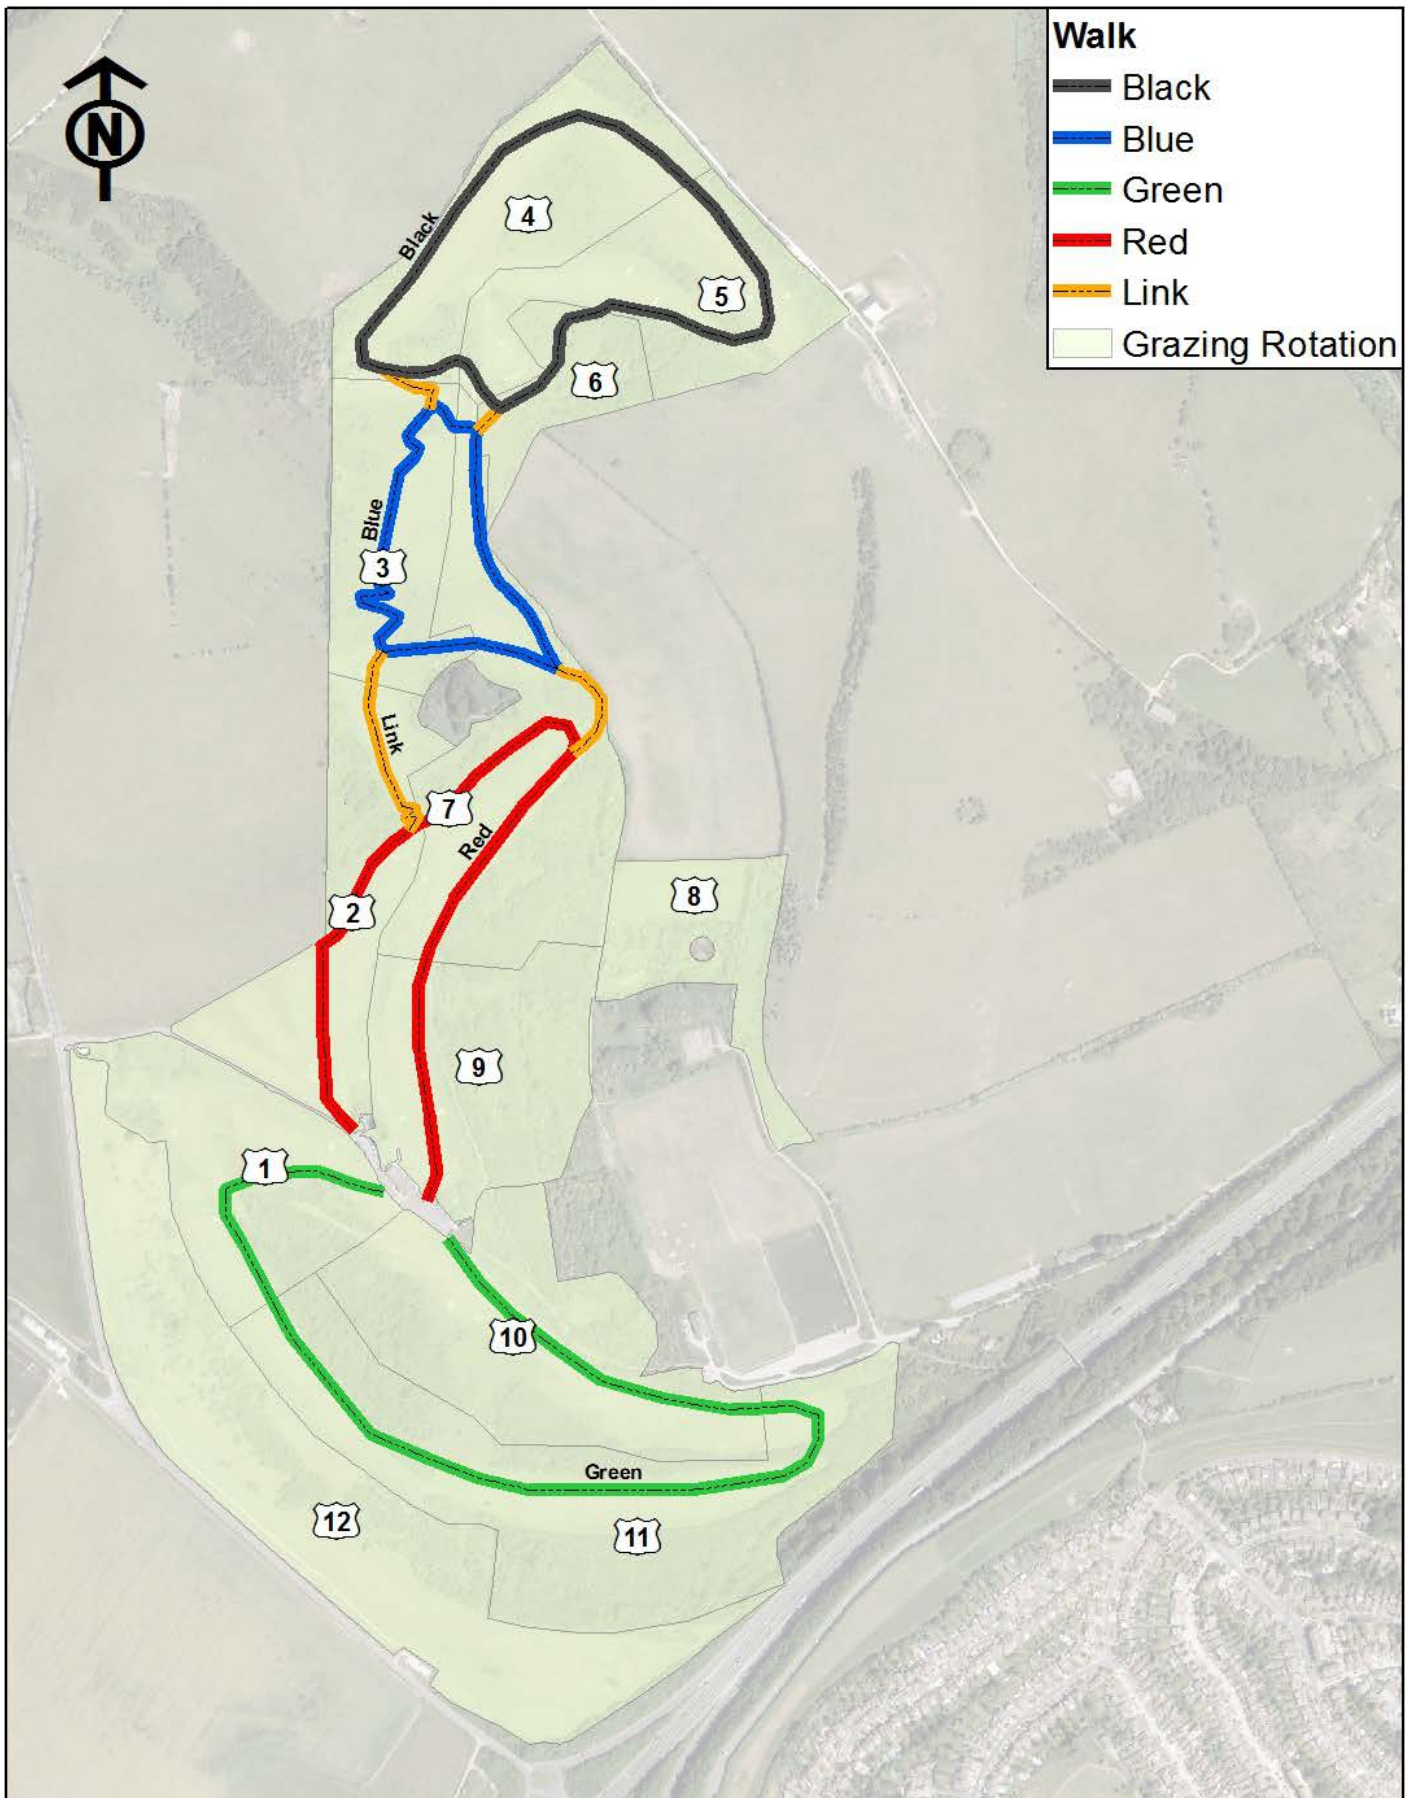 Walk
Black
Blue
Green
Red
Link
Grazing Rotation
N
Black
4
5
6
Blue
3
Link
7
Red
2
8
9
1
10
Green
12
11